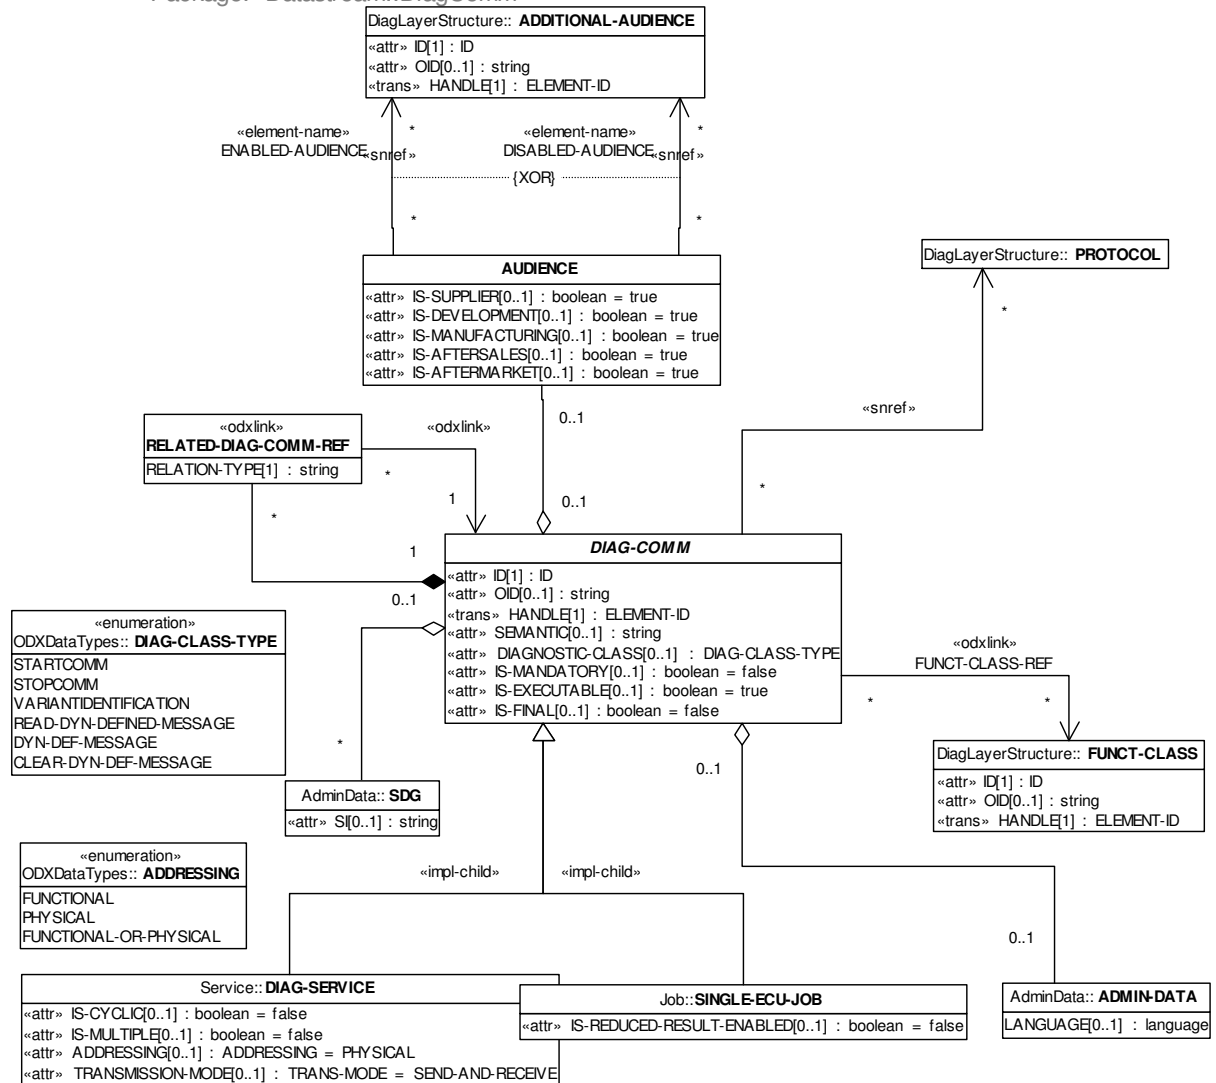 Package: Datastream::DiagComm
DiagLayerStructure:: ADDITIONAL-AUDIENCE
«attr» ID[1] : ID
«attr» OID[0..1] : string
«trans» HANDLE[1] : ELEMENT-ID
«element-name»
ENABLED-AUDIENCE
«snref»
*
«element-name»
DISABLED-AUDIENCE
«snref»
*
{XOR}
*
*
AUDIENCE
«attr» IS-SUPPLIER[0..1] : boolean = true
«attr» IS-DEVELOPMENT[0..1] : boolean = true
«attr» IS-MANUFACTURING[0..1] : boolean = true
«attr» IS-AFTERSALES[0..1] : boolean = true
«attr» IS-AFTERMARKET[0..1] : boolean = true
DiagLayerStructure:: PROTOCOL
*
«snref»
*
0..1
0..1
«odxlink»
RELATED-DIAG-COMM-REF
RELATION-TYPE[1] : string
«odxlink»
*
1
*
1
0..1
DIAG-COMM
«attr» ID[1] : ID
«attr» OID[0..1] : string
«trans» HANDLE[1] : ELEMENT-ID
«attr» SEMANTIC[0..1] : string
«attr» DIAGNOSTIC-CLASS[0..1] : DIAG-CLASS-TYPE
«attr» IS-MANDATORY[0..1] : boolean = false
«attr» IS-EXECUTABLE[0..1] : boolean = true
«attr» IS-FINAL[0..1] : boolean = false
«enumeration»
ODXDataTypes:: DIAG-CLASS-TYPE
STARTCOMM
STOPCOMM
VARIANTIDENTIFICATION
READ-DYN-DEFINED-MESSAGE
DYN-DEF-MESSAGE
CLEAR-DYN-DEF-MESSAGE
«odxlink»
FUNCT-CLASS-REF
*
*
DiagLayerStructure:: FUNCT-CLASS
«attr» ID[1] : ID
«attr» OID[0..1] : string
«trans» HANDLE[1] : ELEMENT-ID
*
AdminData:: SDG
«attr» SI[0..1] : string
0..1
«enumeration»
ODXDataTypes:: ADDRESSING
FUNCTIONAL
PHYSICAL
FUNCTIONAL-OR-PHYSICAL
«impl-child»
«impl-child»
0..1
Service:: DIAG-SERVICE
«attr» IS-CYCLIC[0..1] : boolean = false
«attr» IS-MULTIPLE[0..1] : boolean = false
«attr» ADDRESSING[0..1] : ADDRESSING = PHYSICAL
«attr» TRANSMISSION-MODE[0..1] : TRANS-MODE = SEND-AND-RECEIVE
Job:: SINGLE-ECU-JOB
«attr» IS-REDUCED-RESULT-ENABLED[0..1] : boolean = false
AdminData:: ADMIN-DATA
LANGUAGE[0..1] : language